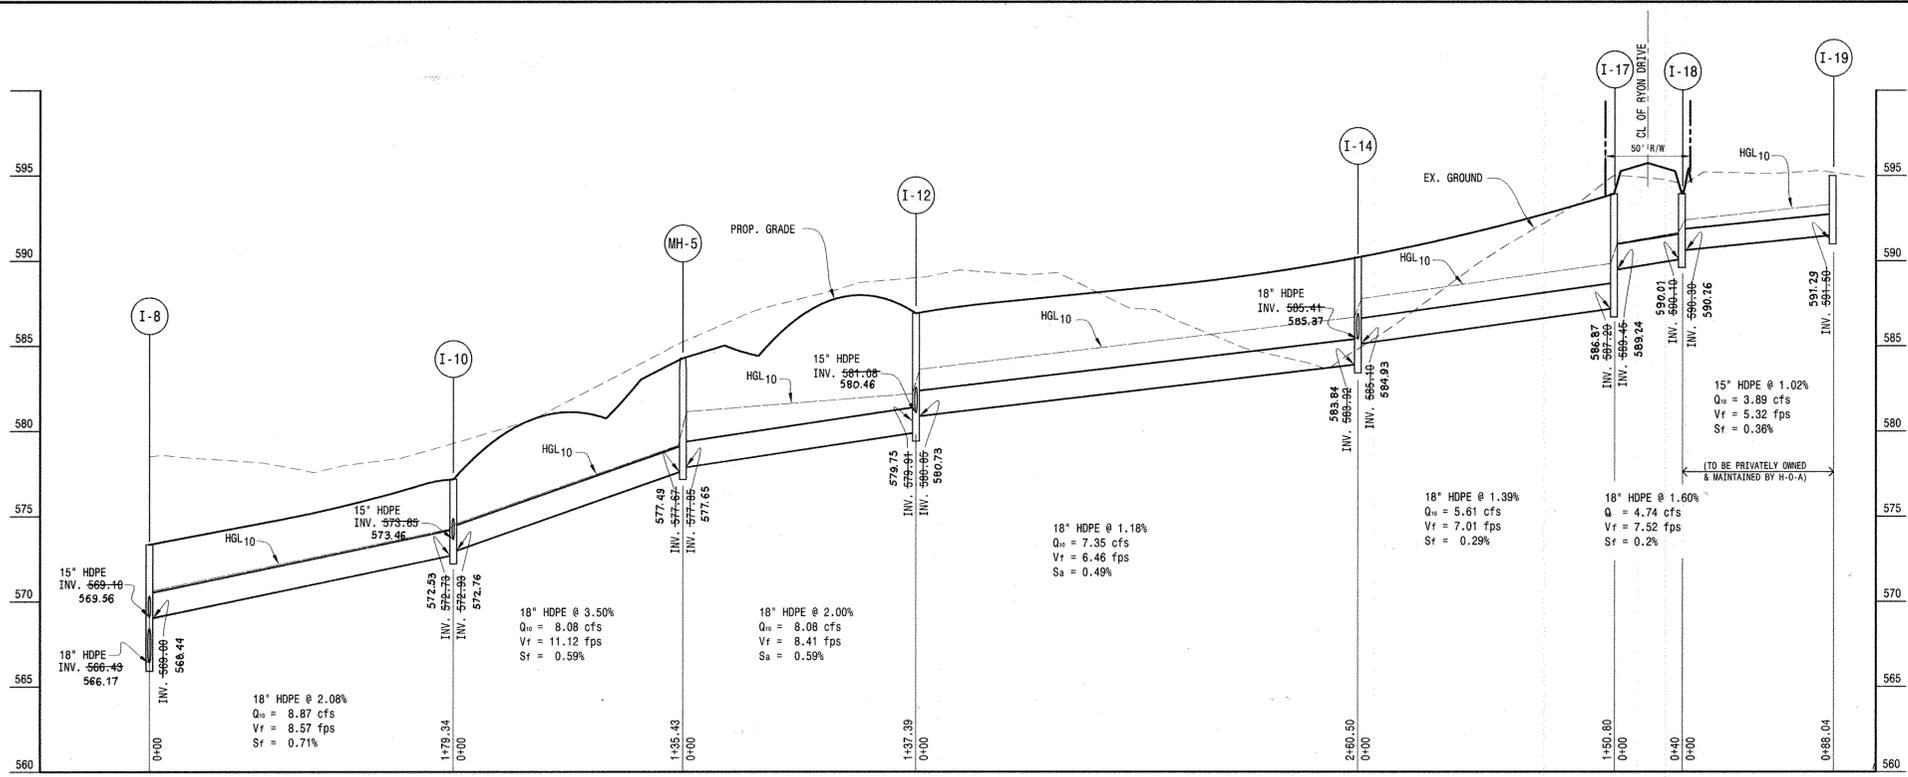 I-8
I-10
MH-5
I-12
I-14
I-17
CL OF RYON DRIVE
I-18
I-19
50' R/W
595
590
585
580
575
570
565
560
595
590
585
580
575
570
565
560
PROP. GRADE
EX. GROUND
HGL10
HGL10
HGL10
HGL10
HGL10
HGL10
15" HDPE
INV. 569.10
569.56
18" HDPE
INV. 566.43
566.17
INV. 569.00
568.44
15" HDPE
INV. 573.65
573.46
572.53
INV. 572.73
INV. 572.93
572.76
577.49
INV. 577.67
INV. 577.85
577.65
15" HDPE
INV. 581.08
580.46
579.75
INV. 579.91
INV. 580.85
580.73
18" HDPE
INV. 585.41
585.37
583.84
INV. 583.92
INV. 585.10
584.93
586.87
INV. 587.20
INV. 589.45
589.24
590.01
INV. 590.10
INV. 590.30
590.26
591.29
INV. 591.50
18" HDPE @ 2.08%
Q10 = 8.87 cfs
Vf = 8.57 fps
Sf = 0.71%
18" HDPE @ 3.50%
Q10 = 8.08 cfs
Vf = 11.12 fps
Sf = 0.59%
18" HDPE @ 2.00%
Q10 = 8.08 cfs
Vf = 8.41 fps
Sa = 0.59%
18" HDPE @ 1.18%
Q10 = 7.35 cfs
Vf = 6.46 fps
Sa = 0.49%
18" HDPE @ 1.39%
Q10 = 5.61 cfs
Vf = 7.01 fps
Sf = 0.29%
18" HDPE @ 1.60%
Q = 4.74 cfs
Vf = 7.52 fps
Sf = 0.2%
15" HDPE @ 1.02%
Q10 = 3.89 cfs
Vf = 5.32 fps
Sf = 0.36%
(TO BE PRIVATELY OWNED
& MAINTAINED BY H-O-A)
0+00
1+79.34
0+00
1+35.43
0+00
1+37.39
0+00
2+60.50
0+00
1+50.80
0+00
0+40
0+00
0+88.04